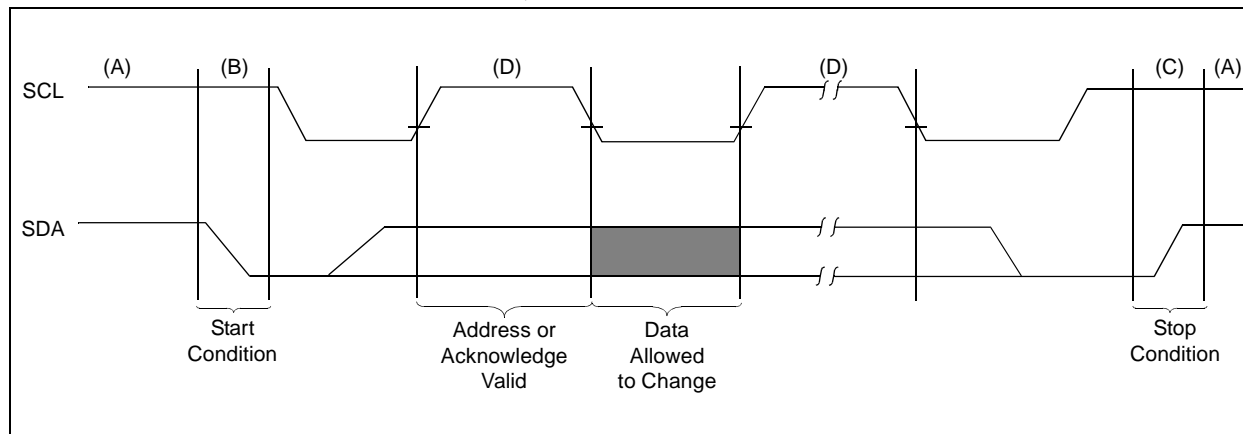 (A) (B) (D) (D) (C) (A)
SCL
SDA
Start
Condition
Address or
Acknowledge
Valid
Data
Allowed
to Change
Stop
Condition